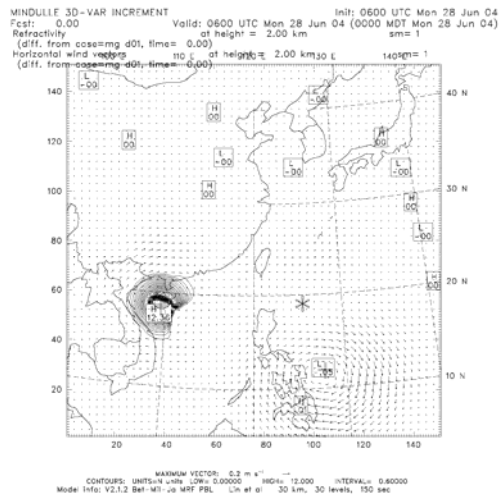 MINDULLE 3D-VAR INCREMENT Init: 0600 UTC Mon 28 Jun 04
Fcst: 0.00 Valid: 0600 UTC Mon 28 Jun 04 (0000 MDT Mon 28 Jun 04)
Refractivity at height = 2.00 km sm= 1
(diff. from case=mg d01, time= 0.00)
Horizontal wind vectors at height = 2.00 km sm= 1
(diff. from case=mg d01, time= 0.00)
110 E 120 E 130 E 140 E
140 40 N
120
100 30 N
80
60 20 N
40
20 10 N
20 40 60 80 100 120 140
MAXIMUM VECTOR: 0.2 m s⁻¹
CONTOURS: UNITS=N units LOW= 0.00000 HIGH= 12.000 INTERVAL= 0.60000
Model Info: V2.1.2 MRF PBL Lin et al 30 km, 30 levels, 150 sec